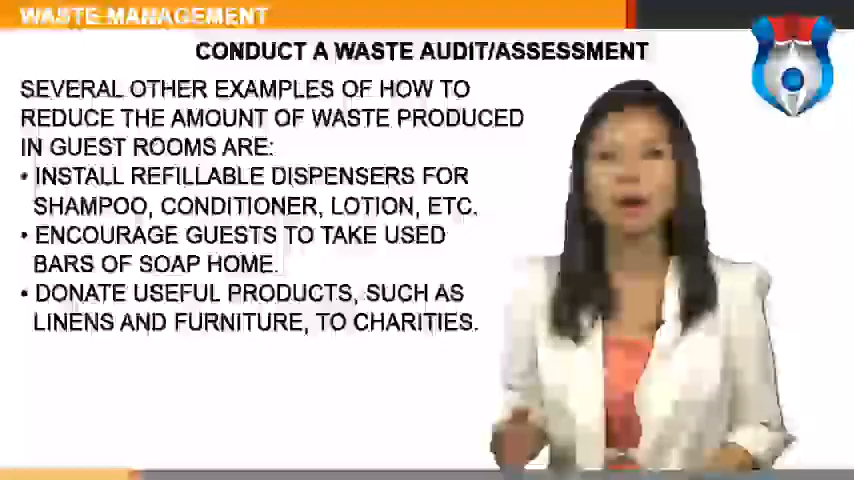 WASTE MANAGEMENT
CONDUCT A WASTE AUDIT/ASSESSMENT
SEVERAL OTHER EXAMPLES OF HOW TO
REDUCE THE AMOUNT OF WASTE PRODUCED
IN GUEST ROOMS ARE:
• INSTALL REFILLABLE DISPENSERS FOR
SHAMPOO, CONDITIONER, LOTION, ETC.
• ENCOURAGE GUESTS TO TAKE USED
BARS OF SOAP HOME.
• DONATE USEFUL PRODUCTS, SUCH AS
LINENS AND FURNITURE, TO CHARITIES.